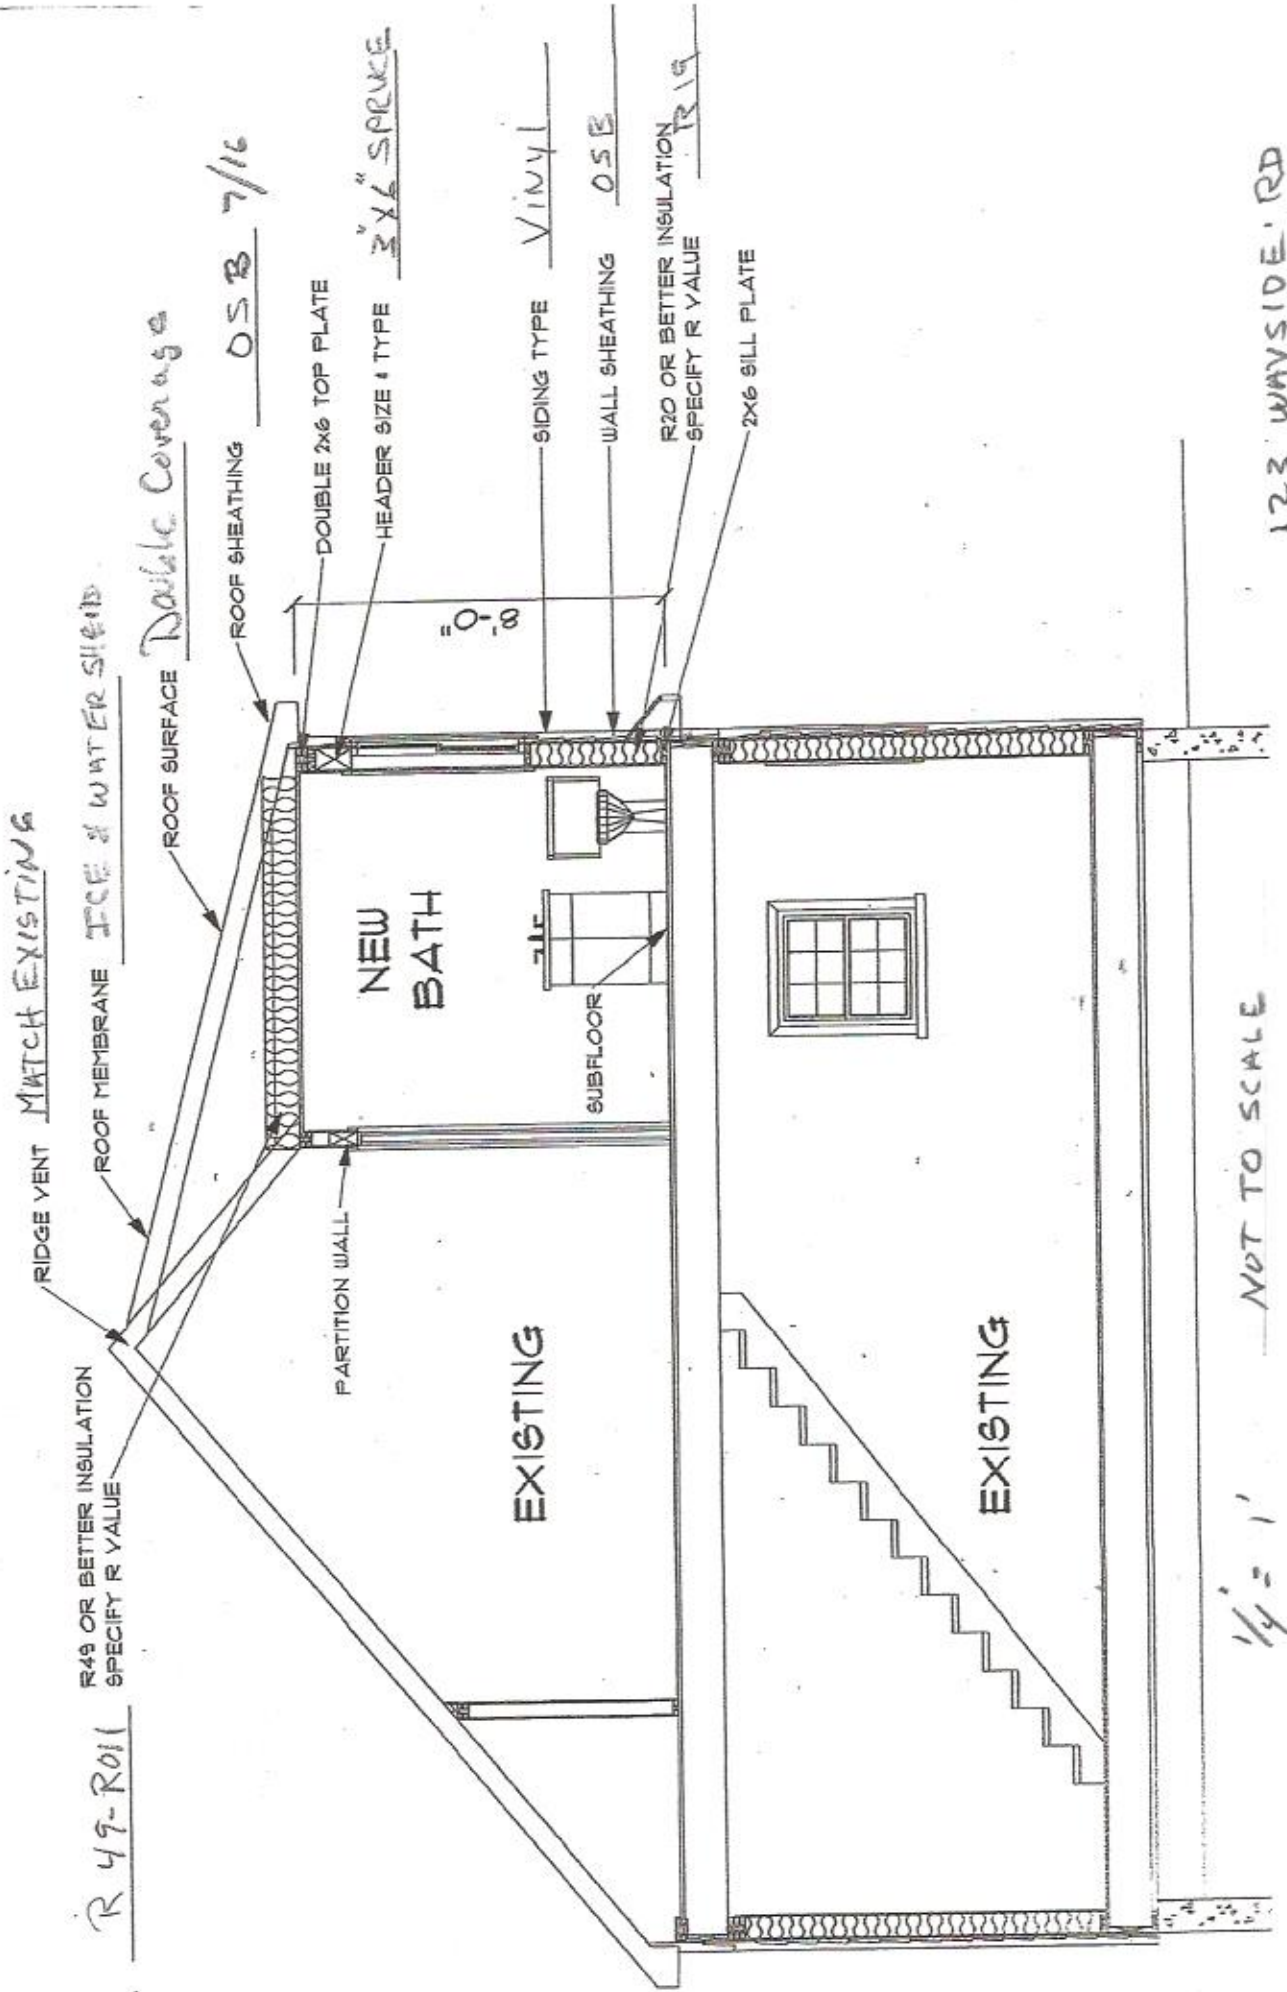 RIDGE VENT MATCH EXISTING
ROOF MEMBRANE ICE & WATER SHEILD
ROOF SURFACE Double Coverage
ROOF SHEATHING OSB 7/16
DOUBLE 2x6 TOP PLATE
HEADER SIZE & TYPE 3"X6" SPRUCE
8'-0"
SIDING TYPE Vinyl
WALL SHEATHING OSB
R20 OR BETTER INSULATION
SPECIFY R VALUE R19
2X6 SILL PLATE
R 49-Roll R49 OR BETTER INSULATION
SPECIFY R VALUE
PARTITION WALL
NEW
BATH
SUBFLOOR
EXISTING
EXISTING
1/4" = 1' NOT TO SCALE
123 WAYSIDE RD